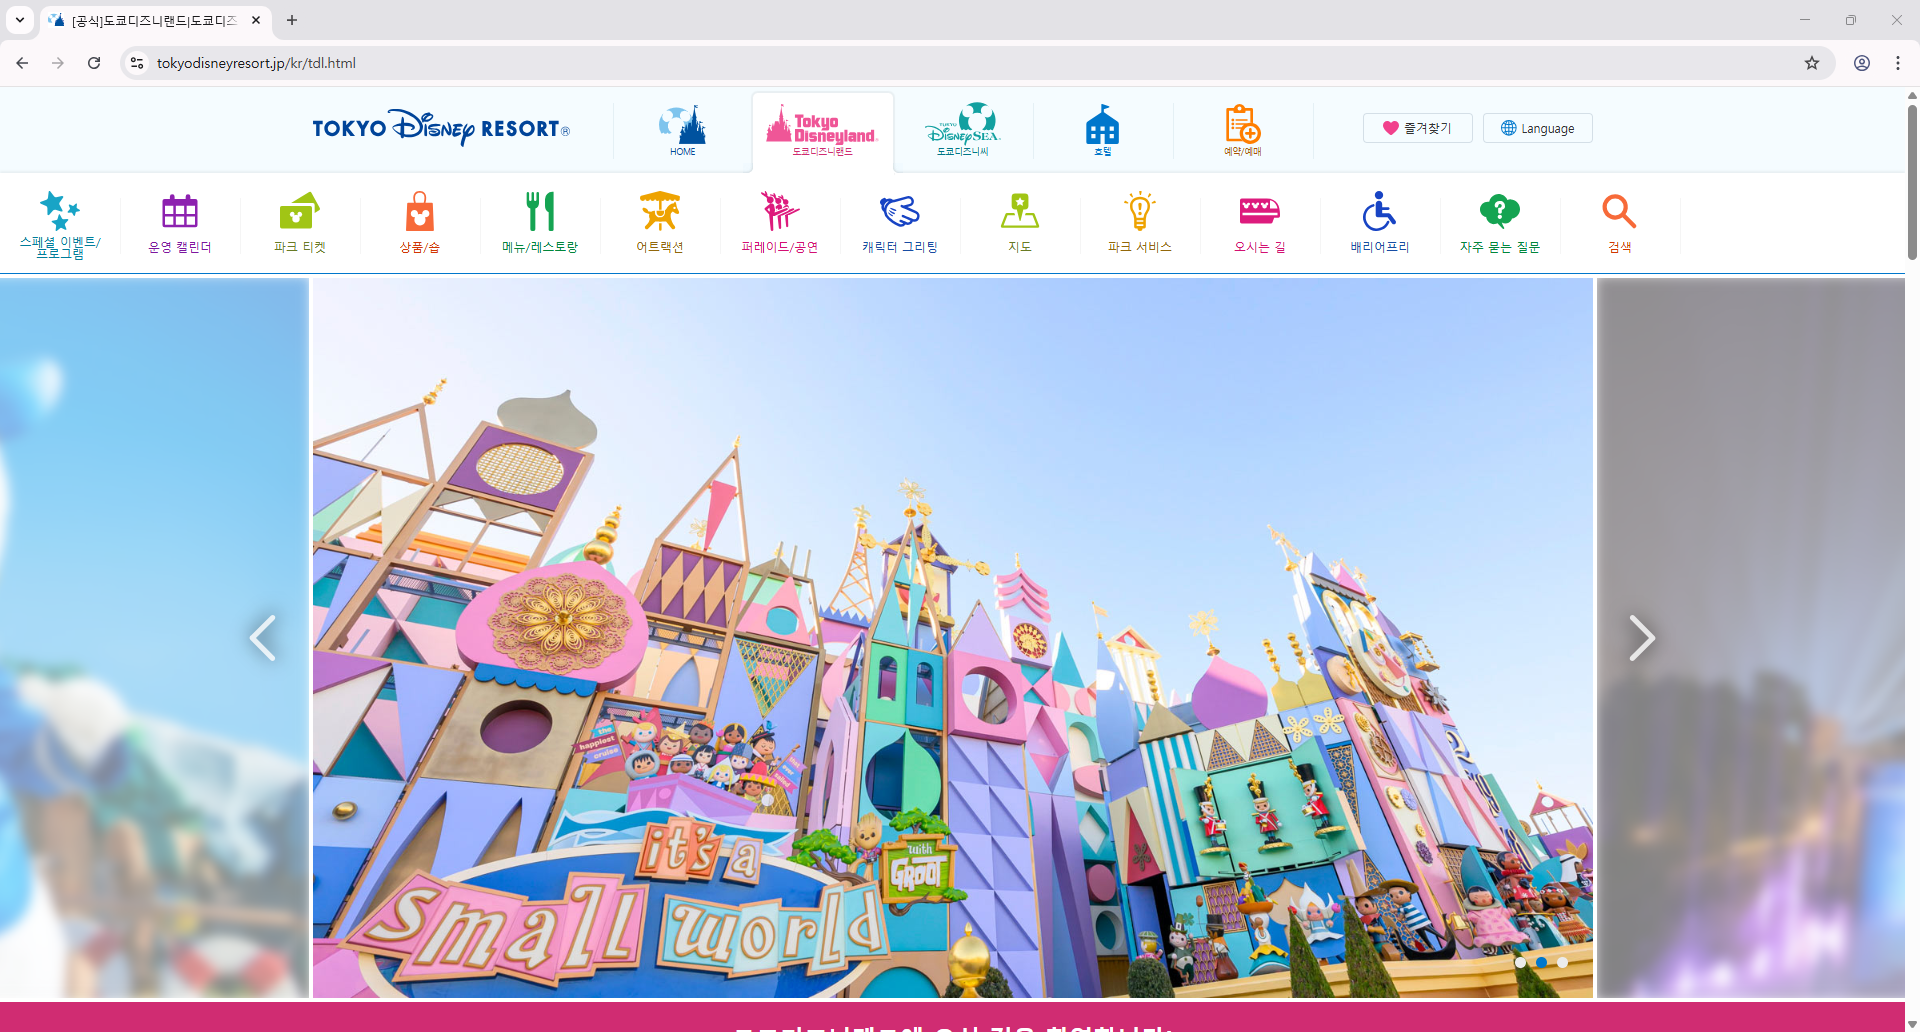 [공식]도쿄디즈니랜드|도쿄디즈
tokyodisneyresort.jp/kr/tdl.html
TOKYO Disney RESORT®
HOME
Tokyo Disneyland
도쿄디즈니랜드
TOKYO DisneySEA
도쿄디즈니씨
호텔
예약/예매
즐겨찾기
Language
스페셜 이벤트/
프로그램
운영 캘린더
파크 티켓
상품/숍
메뉴/레스토랑
어트랙션
퍼레이드/공연
캐릭터 그리팅
지도
파크 서비스
오시는 길
배리어프리
자주 묻는 질문
검색
the
happiest
cruise
it's a
small world
with
GROOT